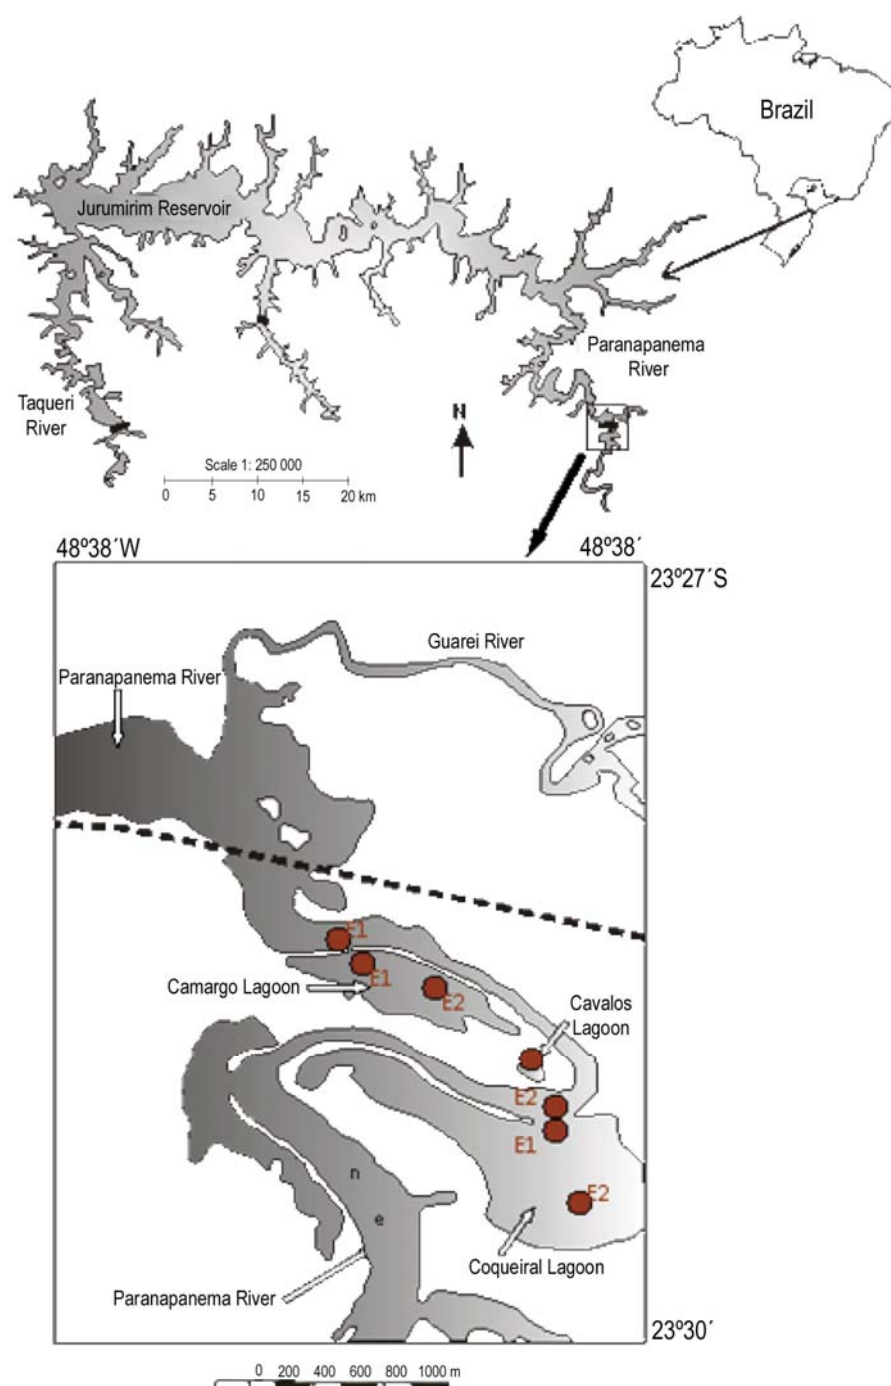 Brazil
Jurumirim Reservoir
Paranapanema
River
Taqueri
River
N
Scale 1: 250 000
0 5 10 15 20 km
48º38´W
48º38´
23º27´S
Guarei River
Paranapanema River
E1
E1
Camargo Lagoon
E2
Cavalos
Lagoon
E2
E1
n
E2
e
Coqueiral Lagoon
Paranapanema River
23º30´
0 200 400 600 800 1000 m